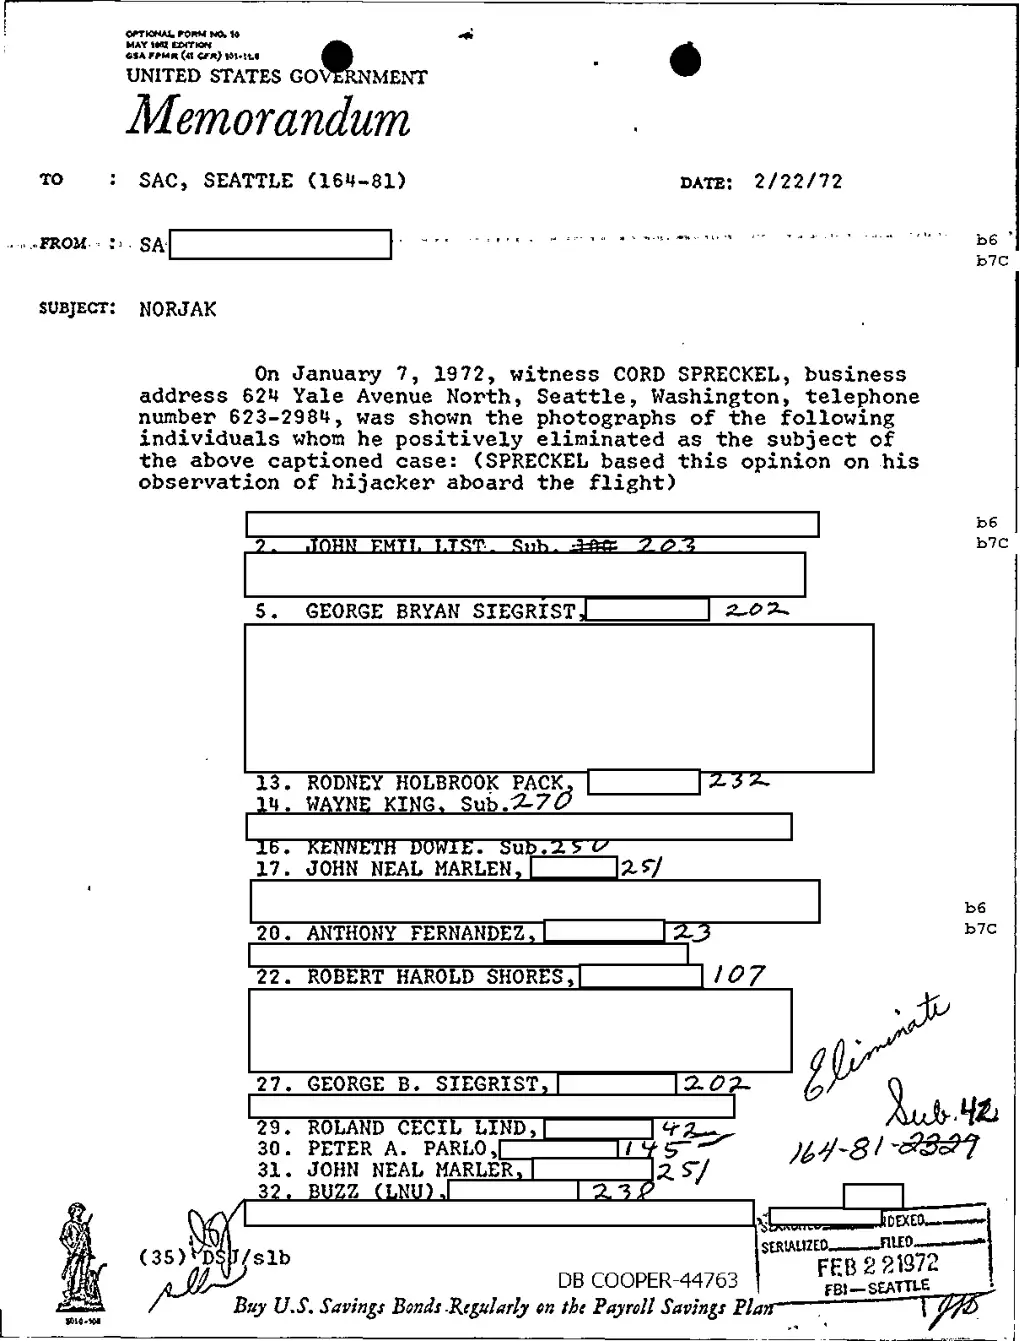 OPTIONAL FORM NO. 10
MAY 1962 EDITION
GSA FPMR (41 CFR) 101-11.6
UNITED STATES GOVERNMENT
Memorandum
TO : SAC, SEATTLE (164-81) DATE: 2/22/72
FROM : SA b6
b7C
SUBJECT: NORJAK
On January 7, 1972, witness CORD SPRECKEL, business
address 624 Yale Avenue North, Seattle, Washington, telephone
number 623-2984, was shown the photographs of the following
individuals whom he positively eliminated as the subject of
the above captioned case: (SPRECKEL based this opinion on his
observation of hijacker aboard the flight)
b6
2. JOHN EMIL LIST. Sub. 203 b7C
5. GEORGE BRYAN SIEGRIST, 202
13. RODNEY HOLBROOK PACK, 232
14. WAYNE KING, Sub. 270
16. KENNETH DOWIE. Sub. 250
17. JOHN NEAL MARLEN, 251
b6
20. ANTHONY FERNANDEZ, 23 b7C
22. ROBERT HAROLD SHORES, 107
Eliminate
27. GEORGE B. SIEGRIST, 202
Sub. 42
29. ROLAND CECIL LIND, 42
30. PETER A. PARLO, 145 164-81-2329
31. JOHN NEAL MARLER, 251
32. BUZZ (LNU), 238
INDEXED
SERIALIZED FILED
(35) DSJ/slb
FEB 22 1972
FBI—SEATTLE
DB COOPER-44763
Buy U.S. Savings Bonds Regularly on the Payroll Savings Plan
5010-108